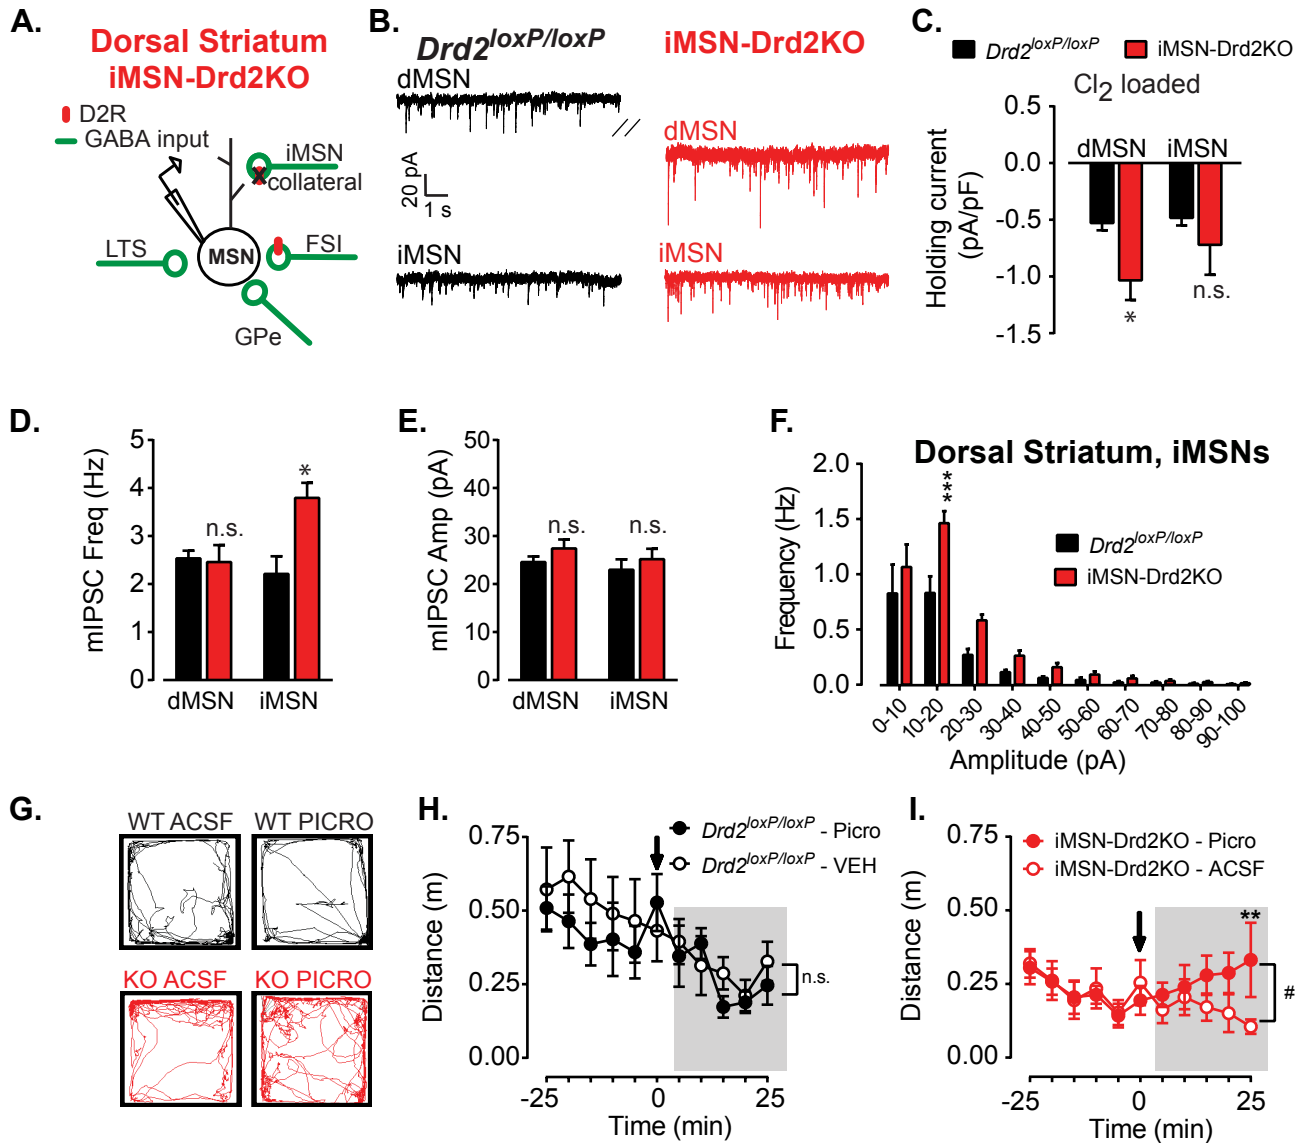 A.
Dorsal Striatum
iMSN-Drd2KO
D2R
GABA input
iMSN
X
collateral
LTS
MSN
FSI
GPe
B.
Drd2loxP/loxP
iMSN-Drd2KO
dMSN
dMSN
20 pA
1 s
iMSN
iMSN
C.
Drd2loxP/loxP
iMSN-Drd2KO
Cl2 loaded
Holding current
(pA/pF)
0.5
0.0
-0.5
-1.0
-1.5
dMSN
iMSN
*
n.s.
D.
mIPSC Freq (Hz)
5
4
3
2
1
0
n.s.
*
dMSN
iMSN
E.
mIPSC Amp (pA)
50
40
30
20
10
0
n.s.
n.s.
dMSN
iMSN
F.
Dorsal Striatum, iMSNs
Frequency (Hz)
2.0
1.5
1.0
0.5
0.0
***
Drd2loxP/loxP
iMSN-Drd2KO
0-10
10-20
20-30
30-40
40-50
50-60
60-70
70-80
80-90
90-100
Amplitude (pA)
G.
WT ACSF
WT PICRO
KO ACSF
KO PICRO
H.
Distance (m)
0.75
0.50
0.25
0.00
Drd2loxP/loxP - Picro
Drd2loxP/loxP - VEH
n.s.
-25
0
25
Time (min)
I.
Distance (m)
0.75
0.50
0.25
0.00
iMSN-Drd2KO - Picro
iMSN-Drd2KO - ACSF
**
#
-25
0
25
Time (min)